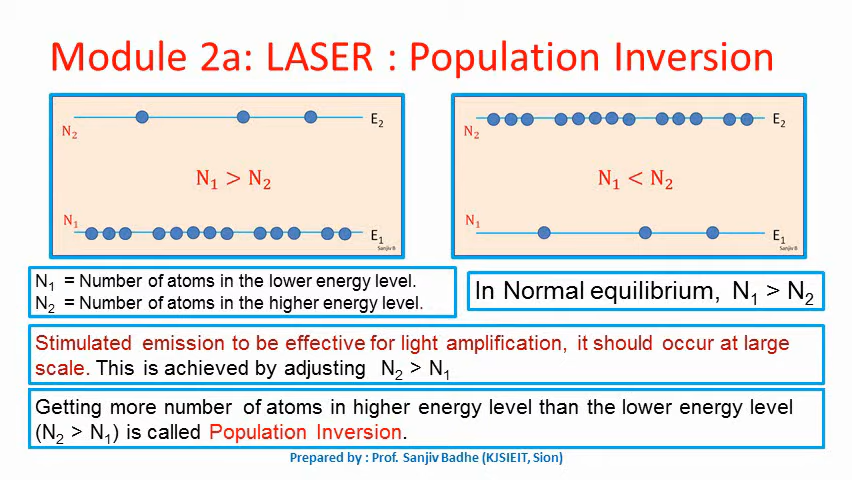 Module 2a: LASER : Population Inversion
E₂
N₂
N₁ > N₂
N₁
E₁
Sanjiv B
E₂
N₂
N₁ < N₂
N₁
E₁
Sanjiv B
N₁ = Number of atoms in the lower energy level.
N₂ = Number of atoms in the higher energy level.
In Normal equilibrium, N₁ > N₂
Stimulated emission to be effective for light amplification, it should occur at large
scale. This is achieved by adjusting N₂ > N₁
Getting more number of atoms in higher energy level than the lower energy level
(N₂ > N₁) is called Population Inversion.
Prepared by : Prof. Sanjiv Badhe (KJSIEIT, Sion)